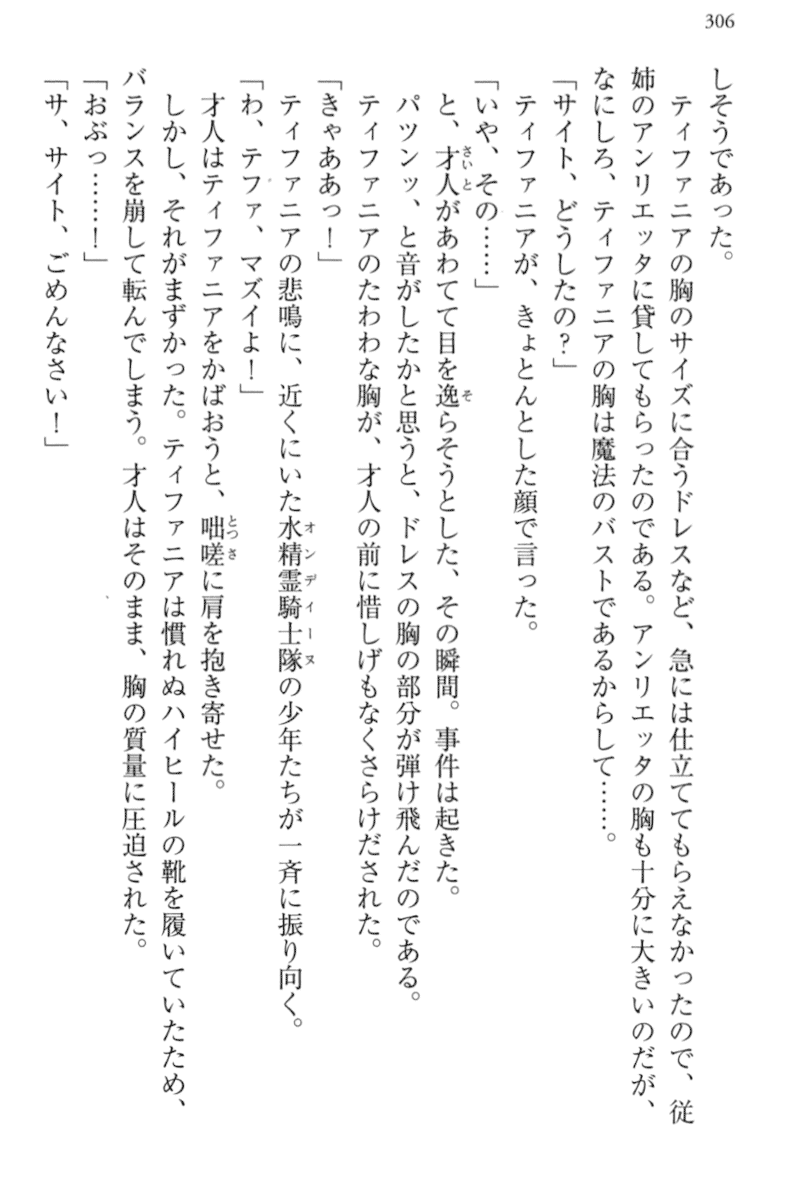 306
しそうであった。
ティファニアの胸のサイズに合うドレスなど、急には仕立ててもらえなかったので、従
姉のアンリエッタに貸してもらったのである。アンリエッタの胸も十分に大きいのだが、
なにしろ、ティファニアの胸は魔法のバストであるからして……。
「サイト、どうしたの?」
ティファニアが、きょとんとした顔で言った。
「いや、その……」
と、才人さいとがあわてて目を逸そらそうとした、その瞬間。事件は起きた。
パツンッ、と音がしたかと思うと、ドレスの胸の部分が弾け飛んだのである。
ティファニアのたわわな胸が、才人の前に惜しげもなくさらけだされた。
「きゃああっ!」
ティファニアの悲鳴に、近くにいた水精霊騎士隊オンディーヌの少年たちが一斉に振り向く。
「わ、テファ、マズイよ!」
才人はティファニアをかばおうと、咄嗟とっさに肩を抱き寄せた。
しかし、それがまずかった。ティファニアは慣れぬハイヒールの靴を履いていたため、
バランスを崩して転んでしまう。才人はそのまま、胸の質量に圧迫された。
「おぶっ……!」
「サ、サイト、ごめんなさい!」